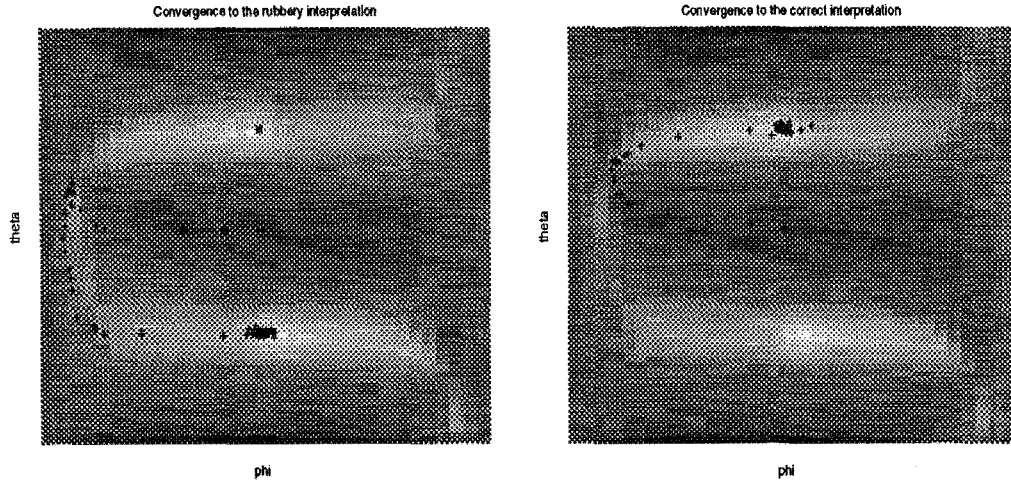 Convergence to the rubbery interpretation
Convergence to the correct interpretation
theta
theta
phi
phi